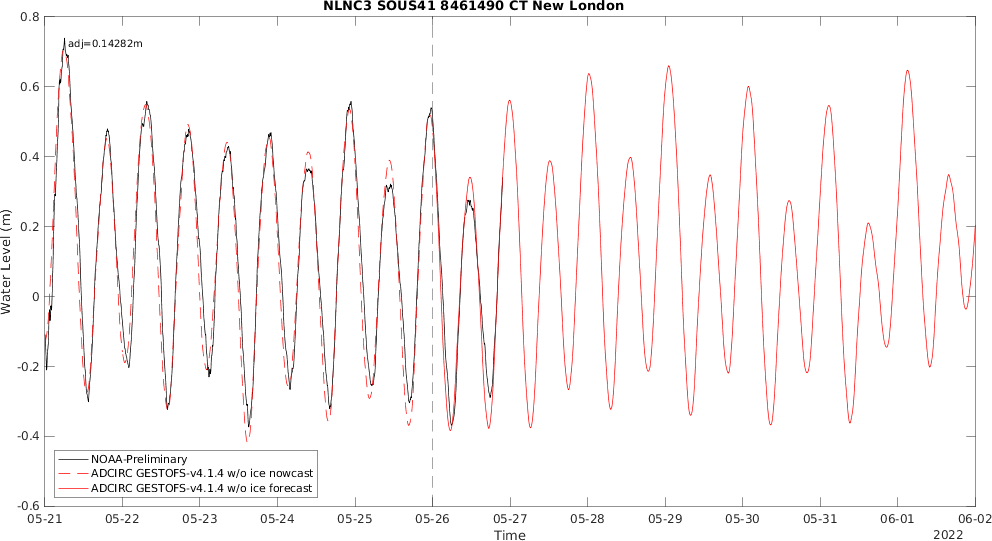 NLNC3 SOUS41 8461490 CT New London
adj=0.14282m
0.8
0.6
0.4
0.2
0
-0.2
-0.4
-0.6
Water Level (m)
NOAA-Preliminary
ADCIRC GESTOFS-v4.1.4 w/o ice nowcast
ADCIRC GESTOFS-v4.1.4 w/o ice forecast
05-21 05-22 05-23 05-24 05-25 05-26 05-27 05-28 05-29 05-30 05-31 06-01 06-02
Time
2022